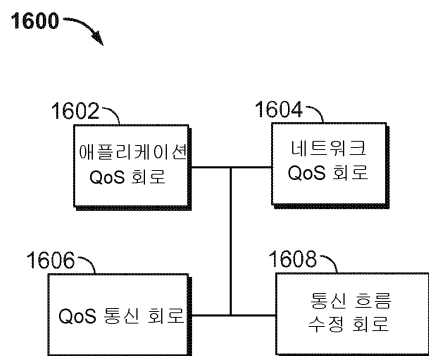 1600
1602
애플리케이션
QoS 회로
1604
네트워크
QoS 회로
1606
QoS 통신 회로
1608
통신 흐름
수정 회로